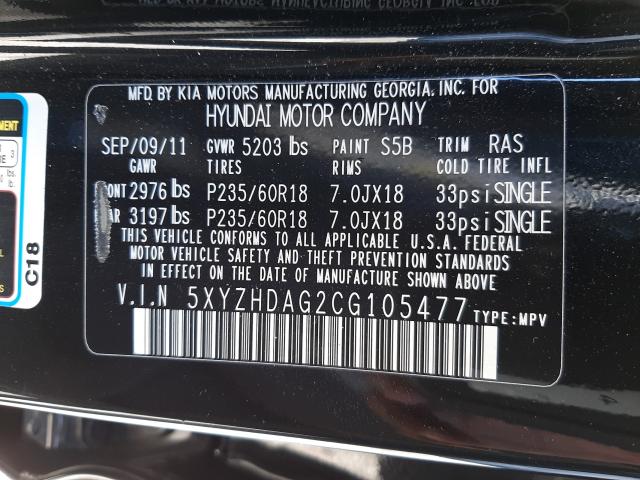 MFD. BY KIA MOTORS MANUFACTURING GEORGIA, INC. FOR
HYUNDAI MOTOR COMPANY
SEP/09/11 GVWR 5203 lbs PAINT S5B TRIM RAS
GAWR TIRES RIMS COLD TIRE INFL
ONT 2976 lbs P235/60R18 7.0JX18 33psi SINGLE
AR 3197 lbs P235/60R18 7.0JX18 33psi SINGLE
THIS VEHICLE CONFORMS TO ALL APPLICABLE U.S.A. FEDERAL
MOTOR VEHICLE SAFETY AND THEFT PREVENTION STANDARDS
IN EFFECT ON THE DATE OF MANUFACTURE SHOWN ABOVE
V.I.N 5XYZHDAG2CG105477 TYPE:MPV
C18